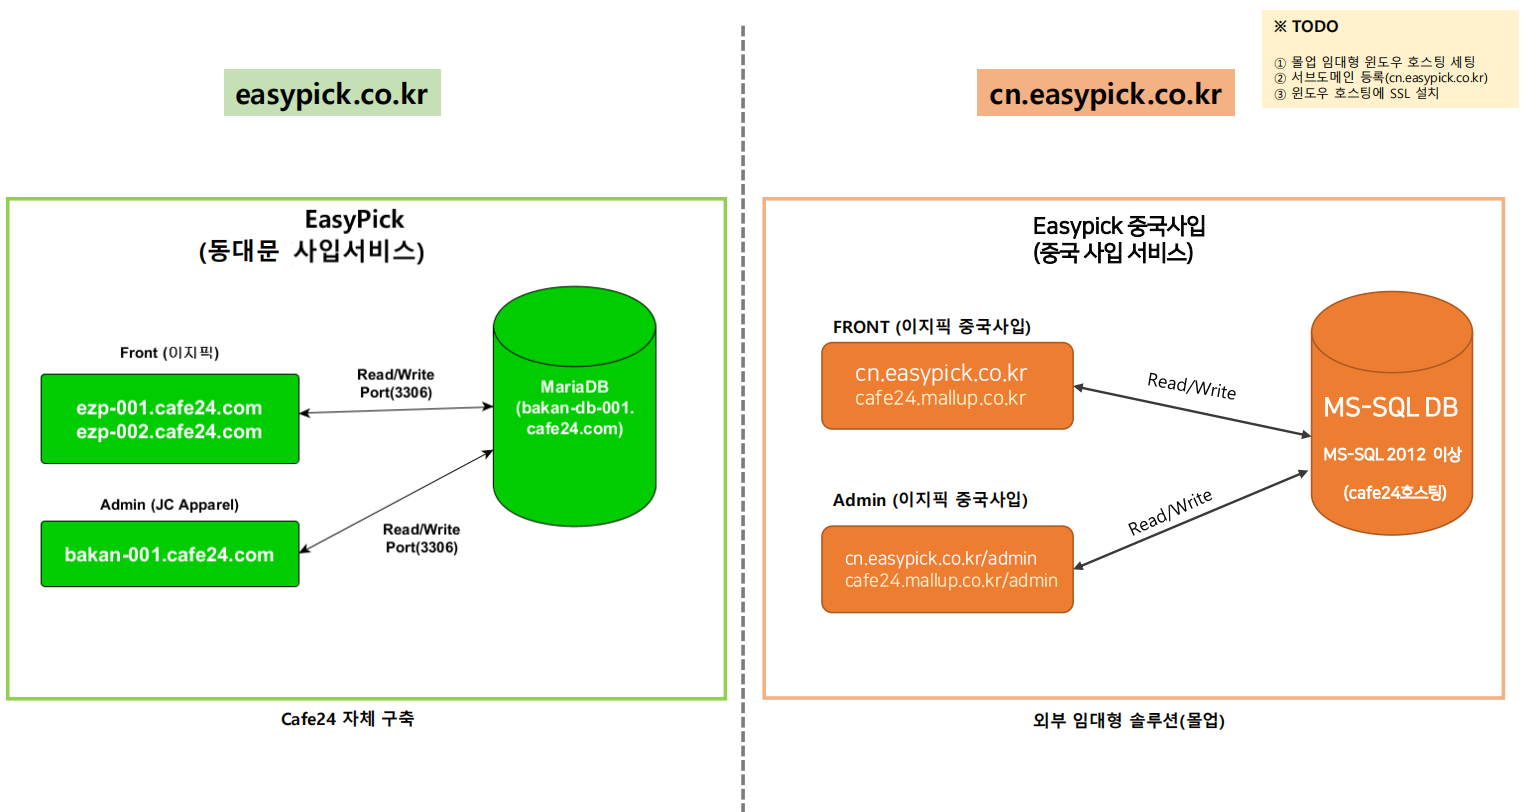 ※ TODO
① 몰업 임대형 윈도우 호스팅 세팅
② 서브도메인 등록(cn.easypick.co.kr)
③ 윈도우 호스팅에 SSL 설치
easypick.co.kr
cn.easypick.co.kr
EasyPick
(동대문 사입서비스)
Front (이지픽)
ezp-001.cafe24.com
ezp-002.cafe24.com
Read/Write
Port(3306)
MariaDB
(bakan-db-001.
cafe24.com)
Admin (JC Apparel)
bakan-001.cafe24.com
Read/Write
Port(3306)
Cafe24 자체 구축
Easypick 중국사입
(중국 사입 서비스)
FRONT (이지픽 중국사입)
cn.easypick.co.kr
cafe24.mallup.co.kr
Read/Write
MS-SQL DB
MS-SQL 2012 이상
(cafe24호스팅)
Admin (이지픽 중국사입)
cn.easypick.co.kr/admin
cafe24.mallup.co.kr/admin
Read/Write
외부 임대형 솔루션(몰업)